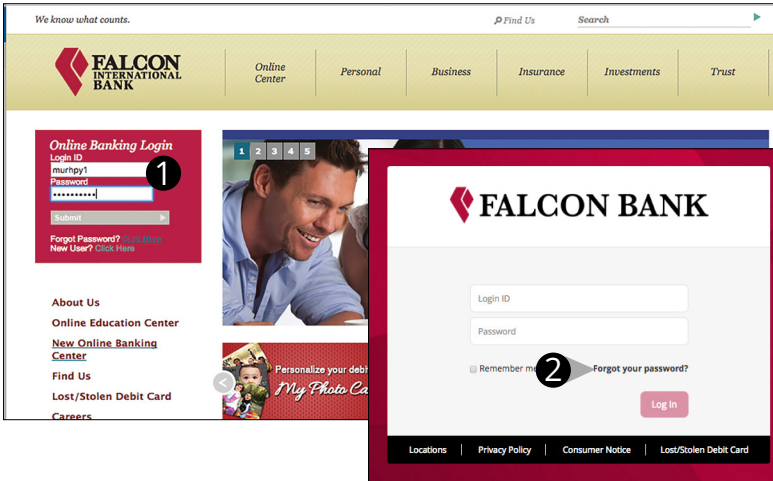 We know what counts.
Find Us
Search
FALCON
INTERNATIONAL
BANK
Online
Center
Personal
Business
Insurance
Investments
Trust
Online Banking Login
Login ID
murhpy1
Password
••••••••••
Submit
Forgot Password? Click Here
New User? Click Here
1
1 2 3 4 5
About Us
Online Education Center
New Online Banking
Center
Find Us
Lost/Stolen Debit Card
Careers
Personalize your debi
My Photo Ca
FALCON BANK
Login ID
Password
Remember me
2
Forgot your password?
Log In
Locations
Privacy Policy
Consumer Notice
Lost/Stolen Debit Card